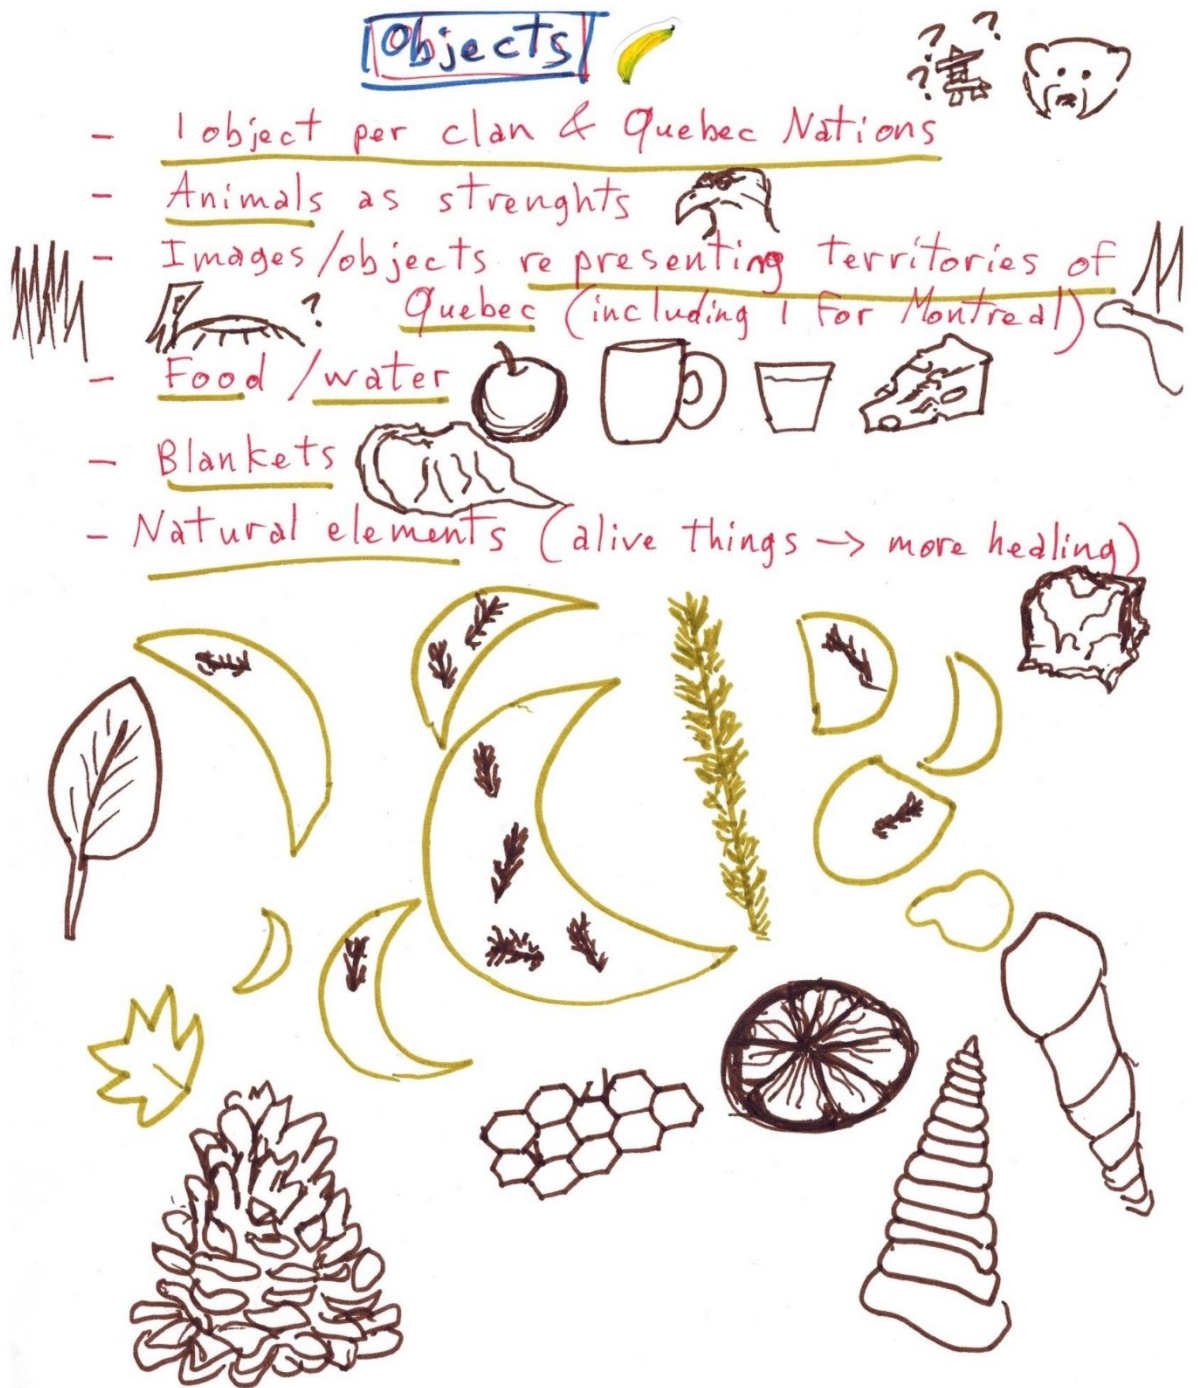 Objects
- 1 object per clan & Quebec Nations
- Animals as strenghts
- Images/objects representing territories of
Quebec (including 1 for Montreal)
- Food/water
- Blankets
- Natural elements (alive things → more healing)